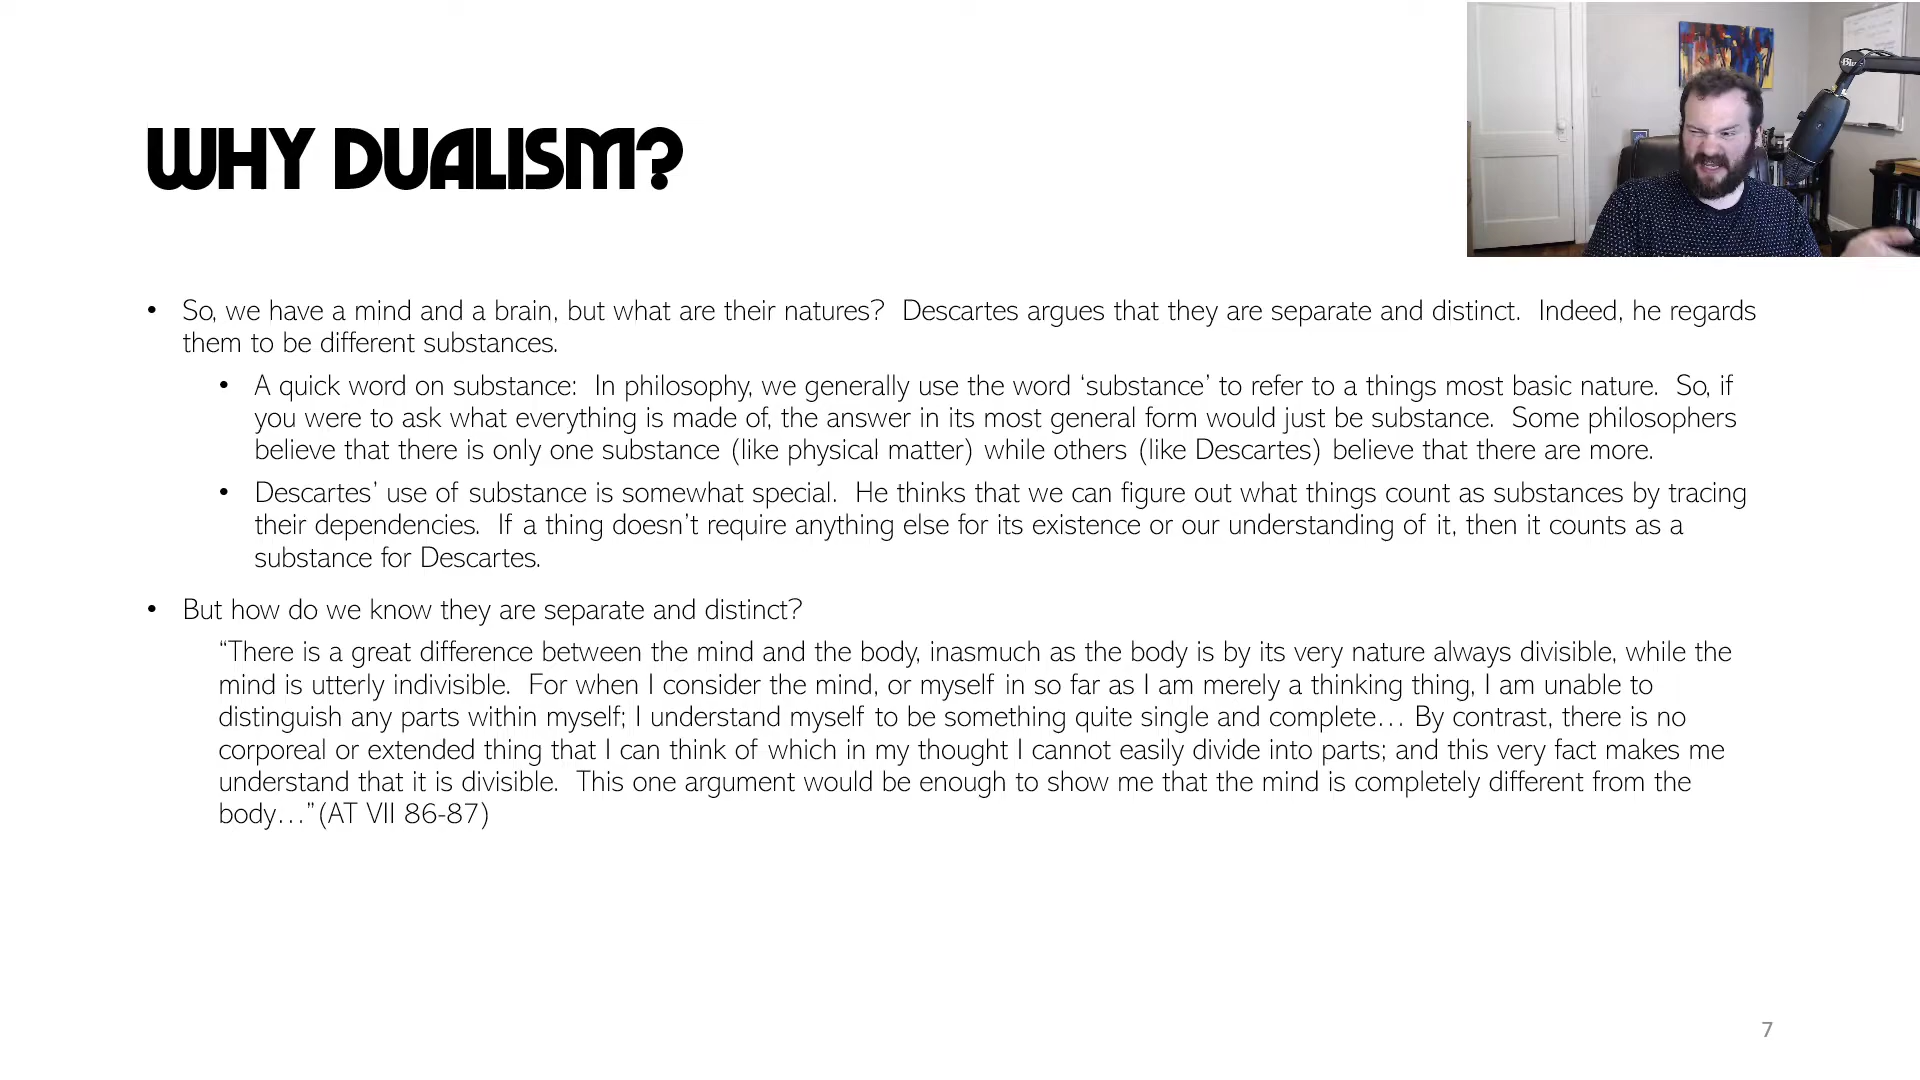 WHY DUALISM?
• So, we have a mind and a brain, but what are their natures?  Descartes argues that they are separate and distinct.  Indeed, he regards
them to be different substances.
• A quick word on substance:  In philosophy, we generally use the word ‘substance’ to refer to a things most basic nature.  So, if
you were to ask what everything is made of, the answer in its most general form would just be substance.  Some philosophers
believe that there is only one substance (like physical matter) while others (like Descartes) believe that there are more.
• Descartes’ use of substance is somewhat special.  He thinks that we can figure out what things count as substances by tracing
their dependencies.  If a thing doesn’t require anything else for its existence or our understanding of it, then it counts as a
substance for Descartes.
• But how do we know they are separate and distinct?
“There is a great difference between the mind and the body, inasmuch as the body is by its very nature always divisible, while the
mind is utterly indivisible.  For when I consider the mind, or myself in so far as I am merely a thinking thing, I am unable to
distinguish any parts within myself; I understand myself to be something quite single and complete… By contrast, there is no
corporeal or extended thing that I can think of which in my thought I cannot easily divide into parts; and this very fact makes me
understand that it is divisible.  This one argument would be enough to show me that the mind is completely different from the
body…”(AT VII 86-87)
7